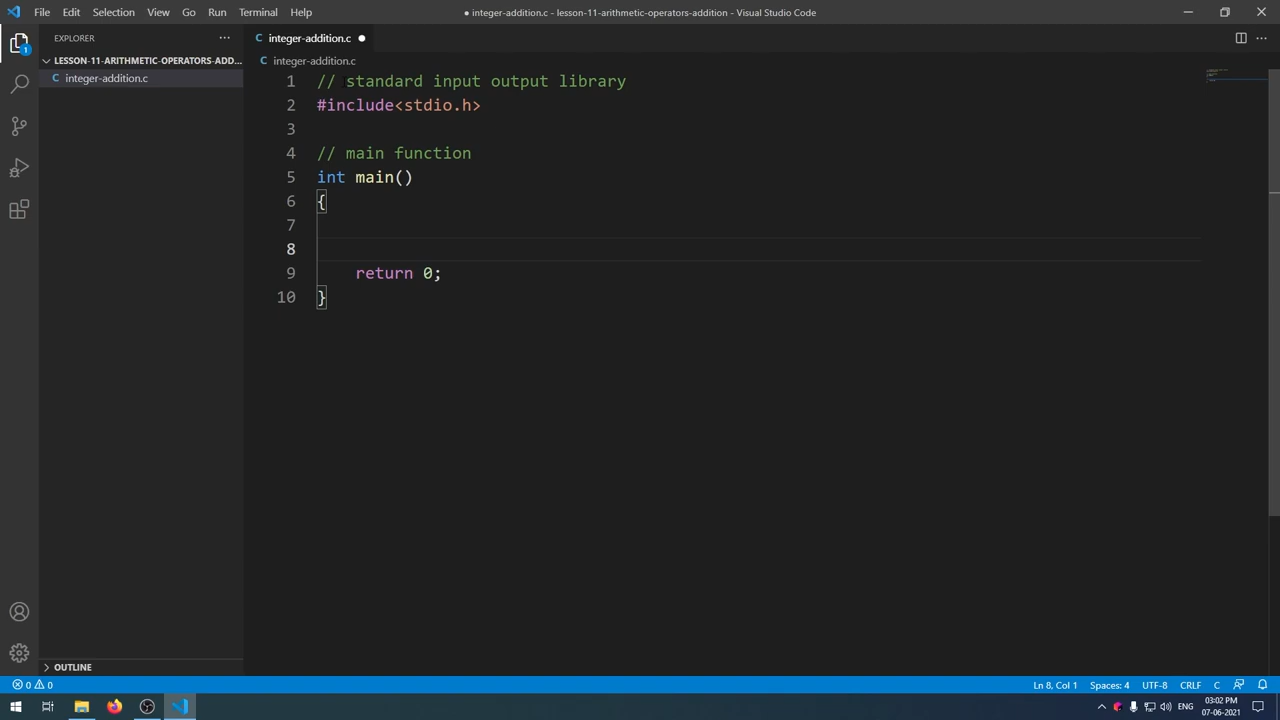 File Edit Selection View Go Run Terminal Help
● integer-addition.c - lesson-11-arithmetic-operators-addition - Visual Studio Code
EXPLORER
LESSON-11-ARITHMETIC-OPERATORS-ADD...
integer-addition.c
OUTLINE
C integer-addition.c ●
C integer-addition.c
1 // standard input output library
2 #include<stdio.h>
3
4 // main function
5 int main()
6 {
7
8
9 return 0;
10 }
1
0 0
Ln 8, Col 1 Spaces: 4 UTF-8 CRLF C
ENG
03:02 PM
07-06-2021